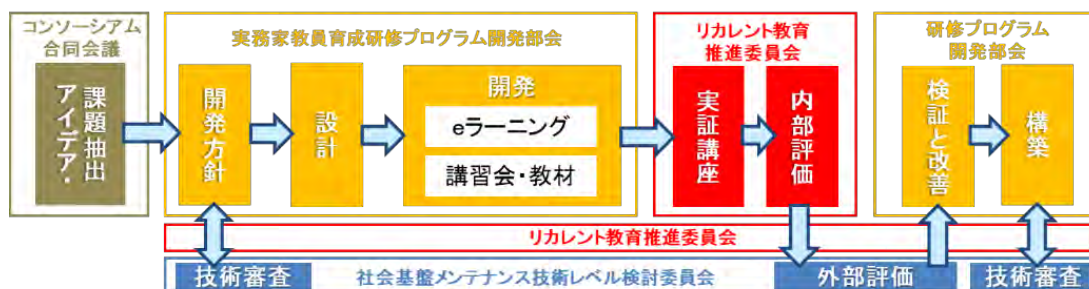 コンソーシアム
合同会議
アイデア・
課題抽出
実務家教員育成研修プログラム開発部会
開発方針
設計
開発
eラーニング
講習会・教材
リカレント教育
推進委員会
実証講座
内部評価
研修プログラム
開発部会
検証と改善
構築
リカレント教育推進委員会
技術審査
社会基盤メンテナンス技術レベル検討委員会
外部評価
技術審査